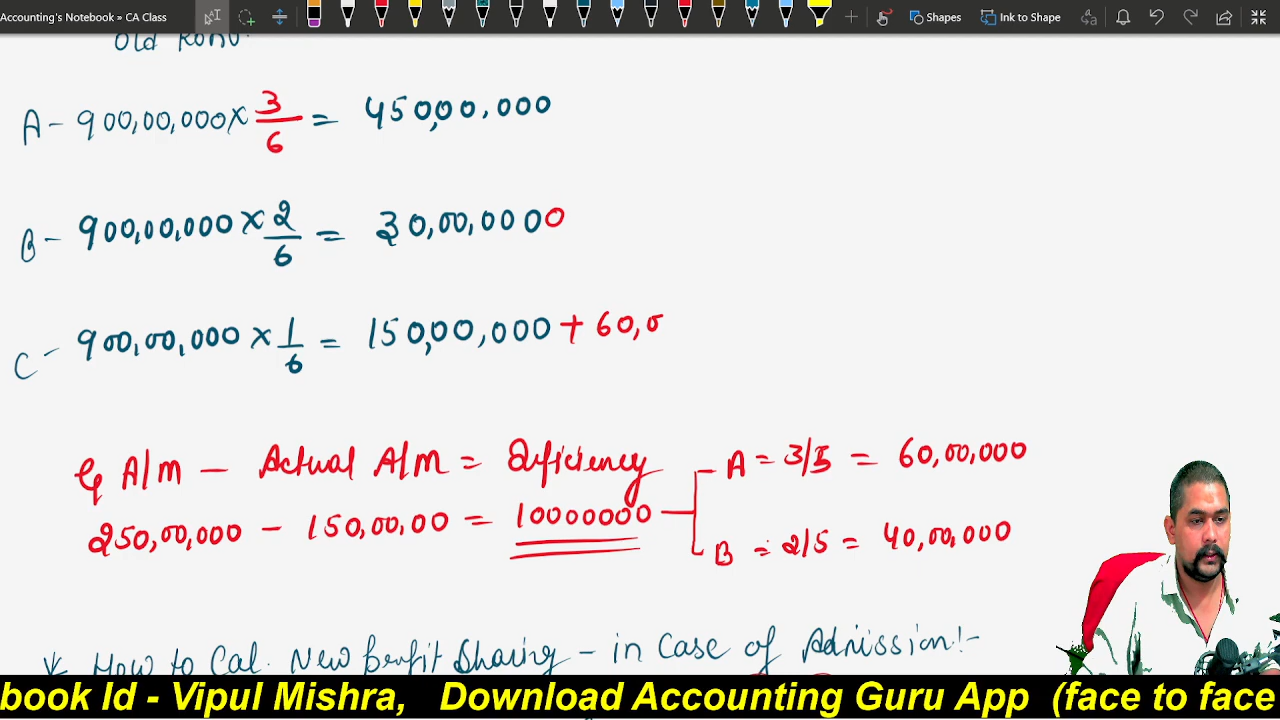 Accounting's Notebook » CA Class
Shapes
Ink to Shape
Old
A - 900,00,000 × 3/6 = 450,00,000
B - 900,00,000 × 2/6 = 30,00,0000
C - 900,00,000 × 1/6 = 150,00,000 + 60,0
G A/M - Actual A/M = Deficiency
250,00,000 - 150,00,00 = 10000000
A = 3/5 = 60,00,000
B = 2/5 = 40,00,000
How to Cal. New Profit Sharing - in Case of Admission!-
book Id - Vipul Mishra, Download Accounting Guru App (face to face